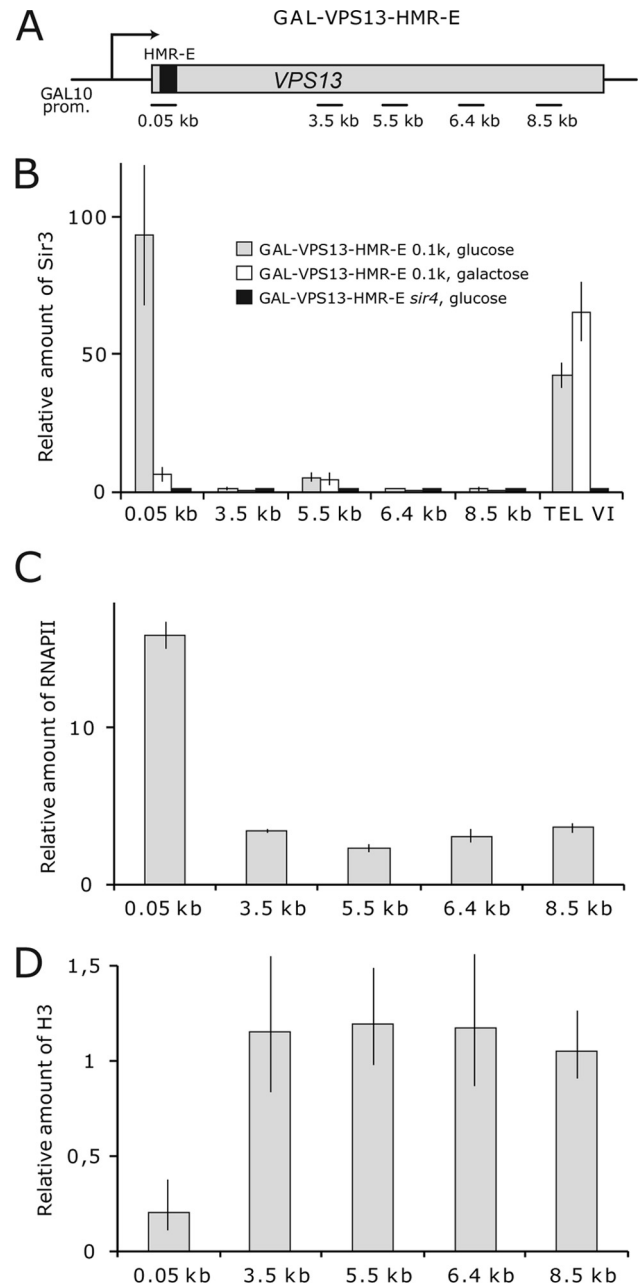 A
GAL-VPS13-HMR-E
HMR-E
VPS13
GAL10
prom.
0.05 kb
3.5 kb
5.5 kb
6.4 kb
8.5 kb
B
Relative amount of Sir3
100
50
0
GAL-VPS13-HMR-E 0.1k, glucose
GAL-VPS13-HMR-E 0.1k, galactose
GAL-VPS13-HMR-E sir4, glucose
0.05 kb
3.5 kb
5.5 kb
6.4 kb
8.5 kb
TEL VI
C
Relative amount of RNAPII
10
0
0.05 kb
3.5 kb
5.5 kb
6.4 kb
8.5 kb
D
Relative amount of H3
1,5
1
0,5
0
0.05 kb
3.5 kb
5.5 kb
6.4 kb
8.5 kb